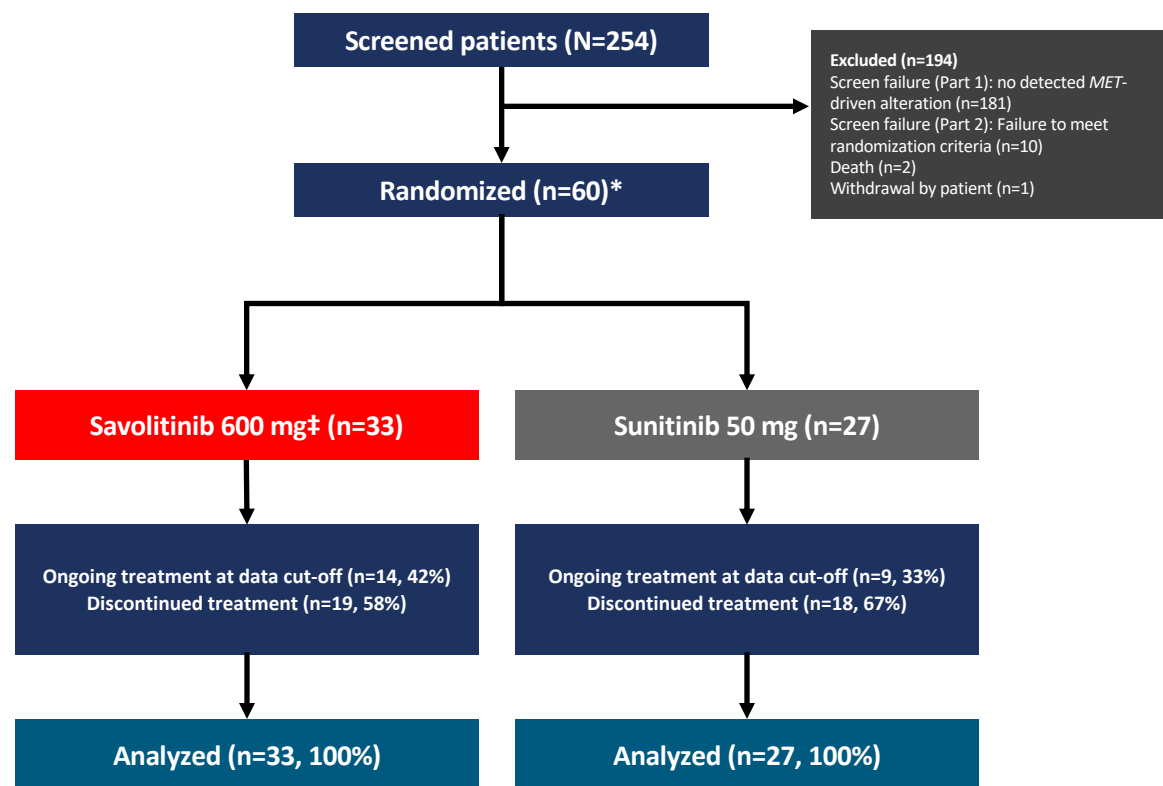 Screened patients (N=254)
Excluded (n=194)
Screen failure (Part 1): no detected MET-
driven alteration (n=181)
Screen failure (Part 2): Failure to meet
randomization criteria (n=10)
Death (n=2)
Withdrawal by patient (n=1)
Randomized (n=60)*
Savolitinib 600 mg‡ (n=33)
Sunitinib 50 mg (n=27)
Ongoing treatment at data cut-off (n=14, 42%)
Discontinued treatment (n=19, 58%)
Ongoing treatment at data cut-off (n=9, 33%)
Discontinued treatment (n=18, 67%)
Analyzed (n=33, 100%)
Analyzed (n=27, 100%)